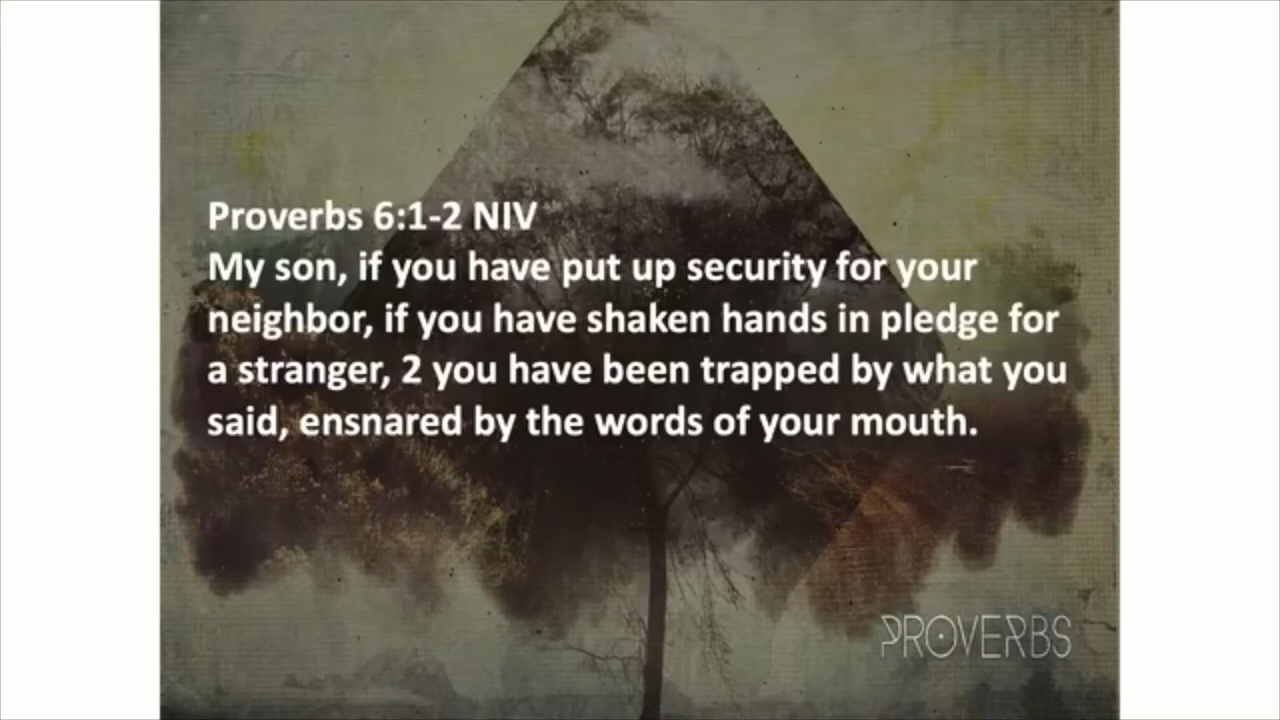 Proverbs 6:1-2 NIV
My son, if you have put up security for your
neighbor, if you have shaken hands in pledge for
a stranger, 2 you have been trapped by what you
said, ensnared by the words of your mouth.
PROVERBS